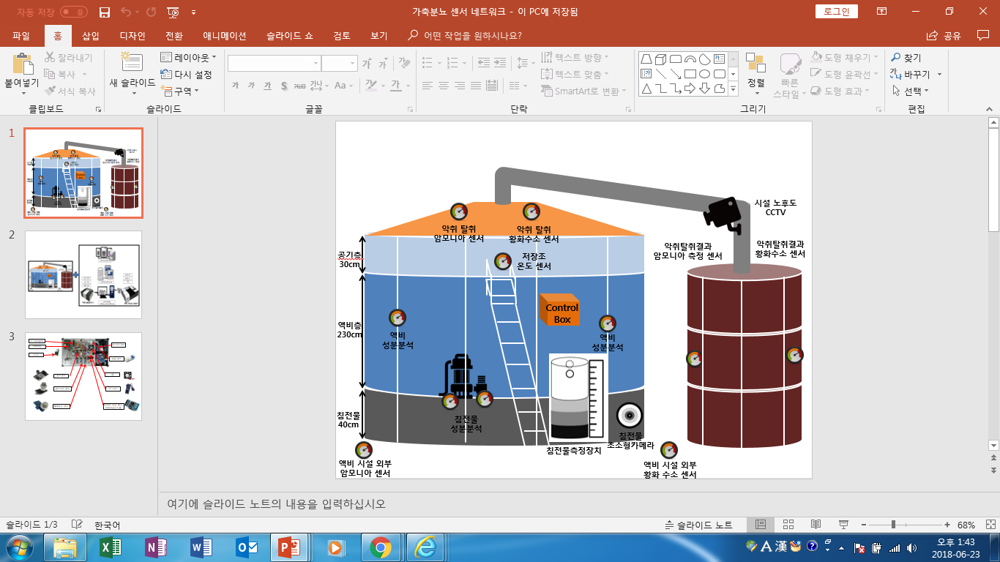 자동 저장 끔
가축분뇨 센서 네트워크 - 이 PC에 저장됨
로그인
파일 홈 삽입 디자인 전환 애니메이션 슬라이드 쇼 검토 보기 어떤 작업을 원하시나요? 공유
붙여넣기
잘라내기
복사
서식 복사
클립보드
새 슬라이드
레이아웃
다시 설정
구역
슬라이드
가 가 가 S 가나 Aa 가
글꼴
텍스트 방향
텍스트 맞춤
SmartArt로 변환
단락
정렬
빠른
스타일
도형 채우기
도형 윤곽선
도형 효과
그리기
찾기
바꾸기
선택
편집
1
2
3
시설 노후도
CCTV
악취 탈취
암모니아 센서
악취 탈취
황화수소 센서
악취탈취결과
암모니아 측정 센서
악취탈취결과
황화수소 센서
공기층
30cm
저장조
온도 센서
Control
Box
액비층
230cm
액비
성분분석
액비
성분분석
침전물
40cm
침전물
성분분석
침전물
초소형카메라
침전물측정장치
액비 시설 외부
암모니아 센서
액비 시설 외부
황화 수소 센서
여기에 슬라이드 노트의 내용을 입력하십시오
슬라이드 1/3 한국어 슬라이드 노트 68%
A 漢
오후 1:43
2018-06-23